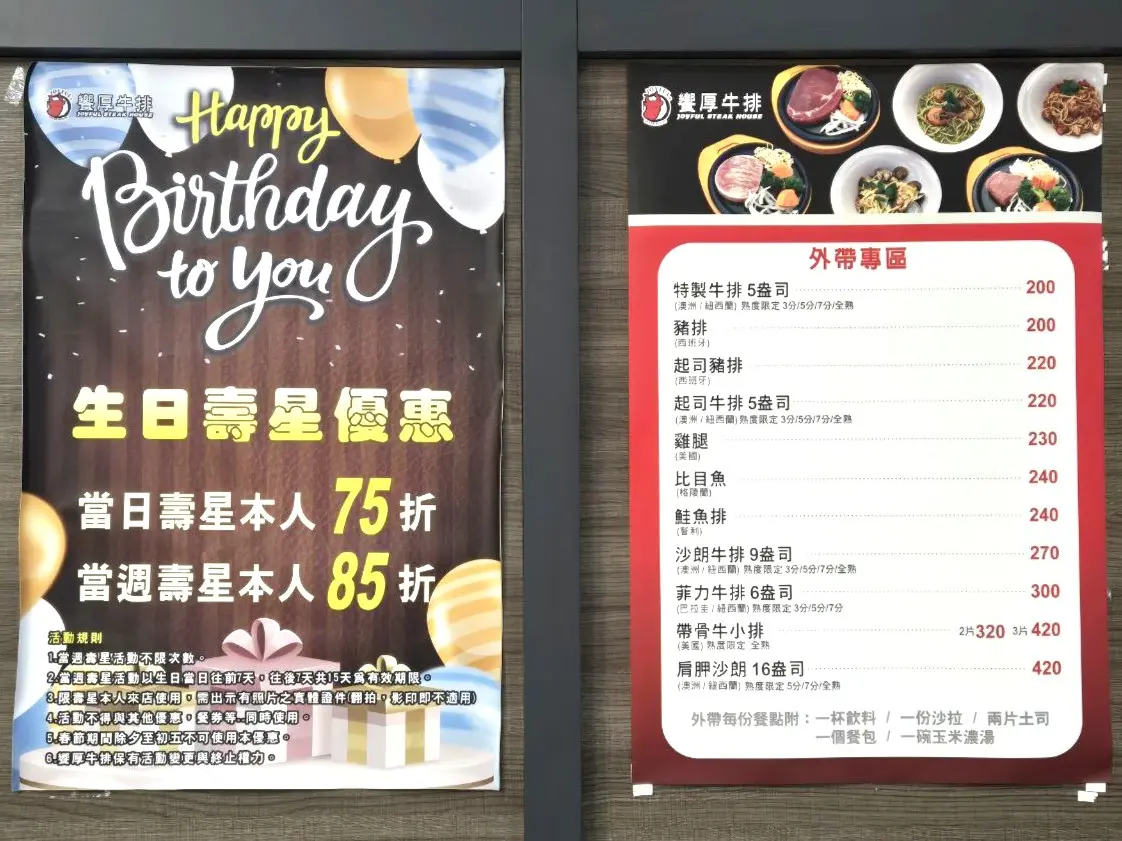 饗厚牛排
JOYFUL STEAK HOUSE
Happy
Birthday
to you
生日壽星優惠
當日壽星本人 75 折
當週壽星本人 85 折
活動規則
1.當週壽星活動不限次數。
2.當週壽星活動以生日當日往前7天，往後7天共15天為有效期限。
3.限壽星本人來店使用，需出示有照片之實體證件(翻拍，影印即不適用)
4.活動不得與其他優惠，餐券等...同時使用。
5.春節期間除夕至初五不可使用本優惠。
6.饗厚牛排保有活動變更與終止權力。
饗厚牛排
JOYFUL STEAK HOUSE
外帶專區
特製牛排 5盎司 200
(澳洲 / 紐西蘭) 熟度限定 3分/5分/7分/全熟
豬排 200
(西班牙)
起司豬排 220
(西班牙)
起司牛排 5盎司 220
(澳洲 / 紐西蘭) 熟度限定 3分/5分/7分/全熟
雞腿 230
(美國)
比目魚 240
(格陵蘭)
鮭魚排 240
(智利)
沙朗牛排 9盎司 270
(澳洲 / 紐西蘭) 熟度限定 3分/5分/7分/全熟
菲力牛排 6盎司 300
(巴拉圭 / 紐西蘭) 熟度限定 3分/5分/7分
帶骨牛小排 2片320 3片420
(美國) 熟度限定 全熟
肩胛沙朗 16盎司 420
(澳洲 / 紐西蘭) 熟度限定 5分/7分/全熟
外帶每份餐點附：一杯飲料 / 一份沙拉 / 兩片土司
一個餐包 / 一碗玉米濃湯